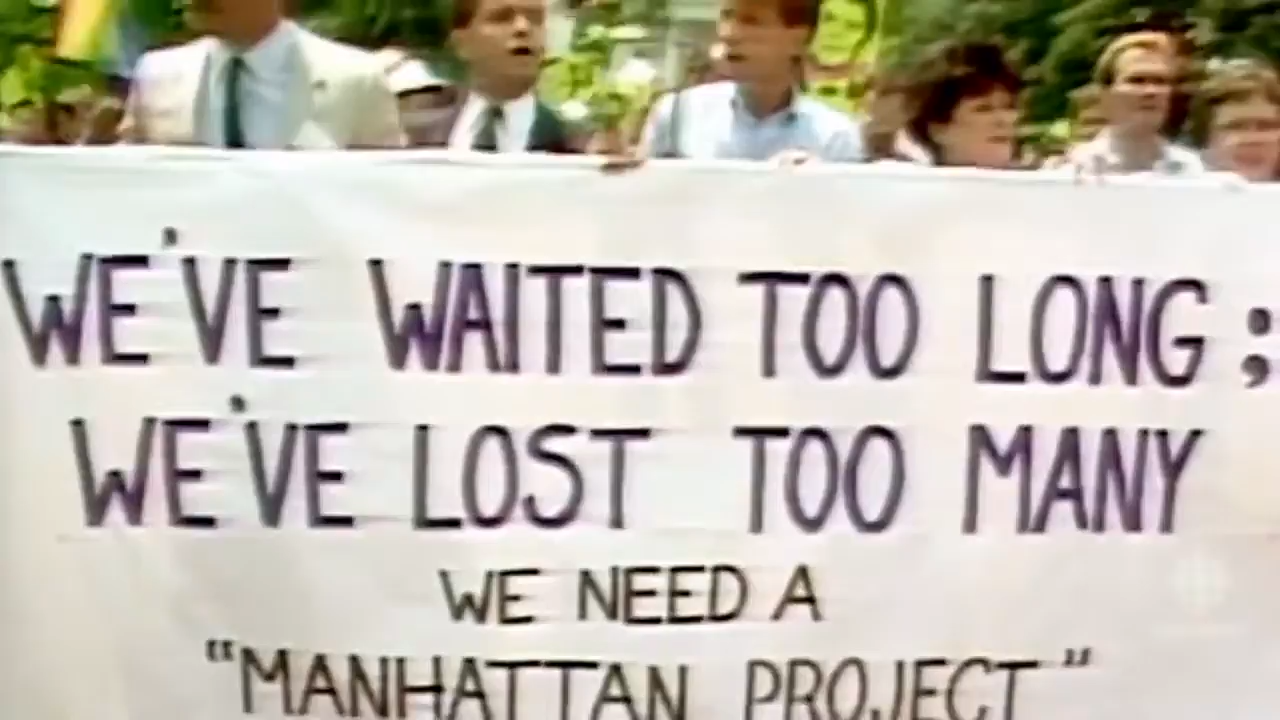 WE'VE WAITED TOO LONG;
WE'VE LOST TOO MANY
WE NEED A
"MANHATTAN PROJECT"